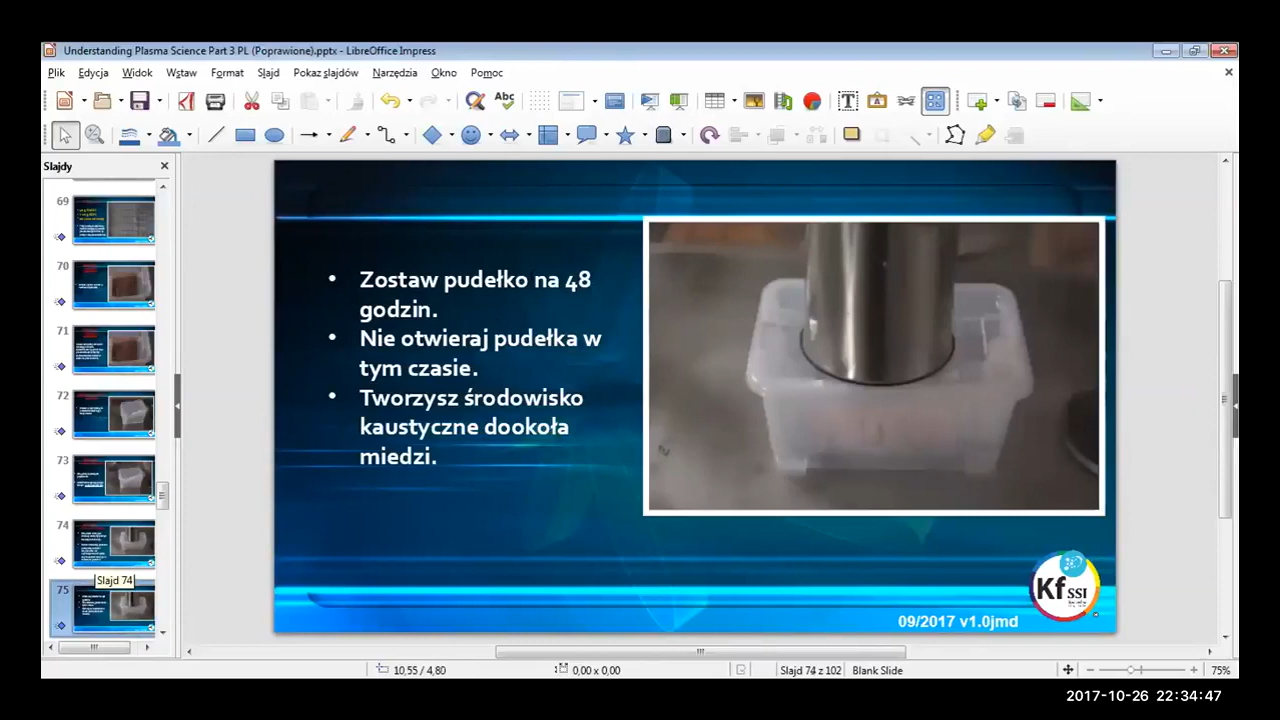 Understanding Plasma Science Part 3 PL (Poprawione).pptx - LibreOffice Impress
Plik Edycja Widok Wstaw Format Slajd Pokaz slajdów Narzędzia Okno Pomoc
Abc
Slajdy
69
70
71
72
73
74
Slajd 74
75
• Zostaw pudełko na 48
godzin.
• Nie otwieraj pudełka w
tym czasie.
• Tworzysz środowisko
kaustyczne dookoła
miedzi.
Kf SSI
09/2017 v1.0jmd
10,55 / 4,80 0,00 x 0,00 Slajd 74 z 102 Blank Slide 75%
2017-10-26 22:34:47